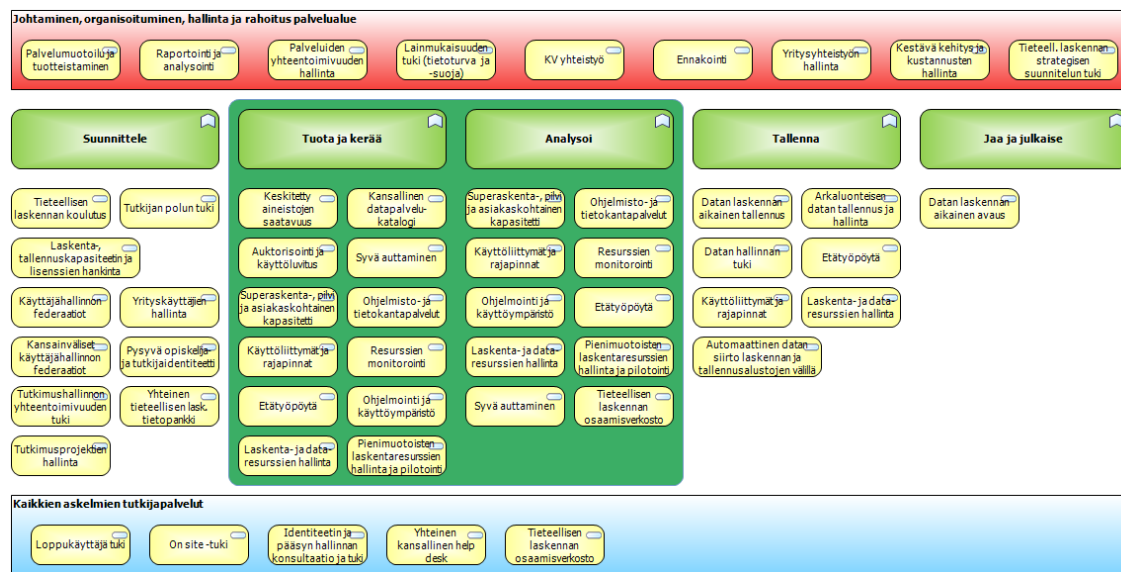 Johtaminen, organisoituminen, hallinta ja rahoitus palvelualue
Palvelumuotoilu ja
tuotteistaminen
Raportointi ja
analysointi
Palveluiden
yhteentoimivuuden
hallinta
Lainmukaisuuden
tuki (tietoturva ja
-suoja)
KV yhteistyö
Ennakointi
Yritysyhteistyön
hallinta
Kestävä kehitys ja
kustannusten
hallinta
Tieteell. laskennan
strategisen
suunnitelun tuki
Suunnittele
Tuota ja kerää
Analysoi
Tallenna
Jaa ja julkaise
Tieteellisen
laskennan koulutus
Tutkijan polun tuki
Laskenta-,
tallennuskapasiteetin ja
lisenssien hankinta
Käyttäjähallinnon
federaatiot
Yrityskäyttäjien
hallinta
Kansainväliset
käyttäjähallinnon
federaatiot
Pysyvä opiskelija-
ja tutkijaidentiteetti
Tutkimushallinnon
yhteentoimivuuden
tuki
Yhteinen
tieteellisen lask.
tietopankki
Tutkimusprojektien
hallinta
Keskitetty
aineistojen
saatavuus
Kansallinen
datapalvelu-
katalogi
Auktorisointi ja
käyttöluvitus
Syvä auttaminen
Superaskenta-, pilvi
ja asiakaskohtainen
kapasitetti
Ohjelmisto- ja
tietokantapalvelut
Käyttöliittymät ja
rajapinnat
Resurssien
monitorointi
Etätyöpöytä
Ohjelmointi ja
käyttöympäristö
Laskenta- ja data-
resurssien hallinta
Pienimuotoisten
laskentaresurssien
hallinta ja pilotointi
Superaskenta-, pilvi
ja asiakaskohtainen
kapasitetti
Ohjelmisto- ja
tietokantapalvelut
Käyttöliittymät ja
rajapinnat
Resurssien
monitorointi
Ohjelmointi ja
käyttöympäristö
Etätyöpöytä
Laskenta- ja data-
resurssien hallinta
Pienimuotoisten
laskentaresurssien
hallinta ja pilotointi
Syvä auttaminen
Tieteellisen
laskennan
osaamisverkosto
Datan laskennan
aikainen tallennus
Arkaluonteisen
datan tallennus ja
hallinta
Datan hallinnan
tuki
Etätyöpöytä
Käyttöliittymät ja
rajapinnat
Laskenta- ja data-
resurssien hallinta
Automaattinen datan
siirto laskennan ja
tallennusalustojen välillä
Datan laskennan
aikainen avaus
Kaikkien askelmien tutkijapalvelut
Loppukäyttäjä tuki
On site -tuki
Identiteetin ja
pääsyn hallinnan
konsultaatio ja tuki
Yhteinen
kansallinen help
desk
Tieteellisen
laskennan
osaamisverkosto